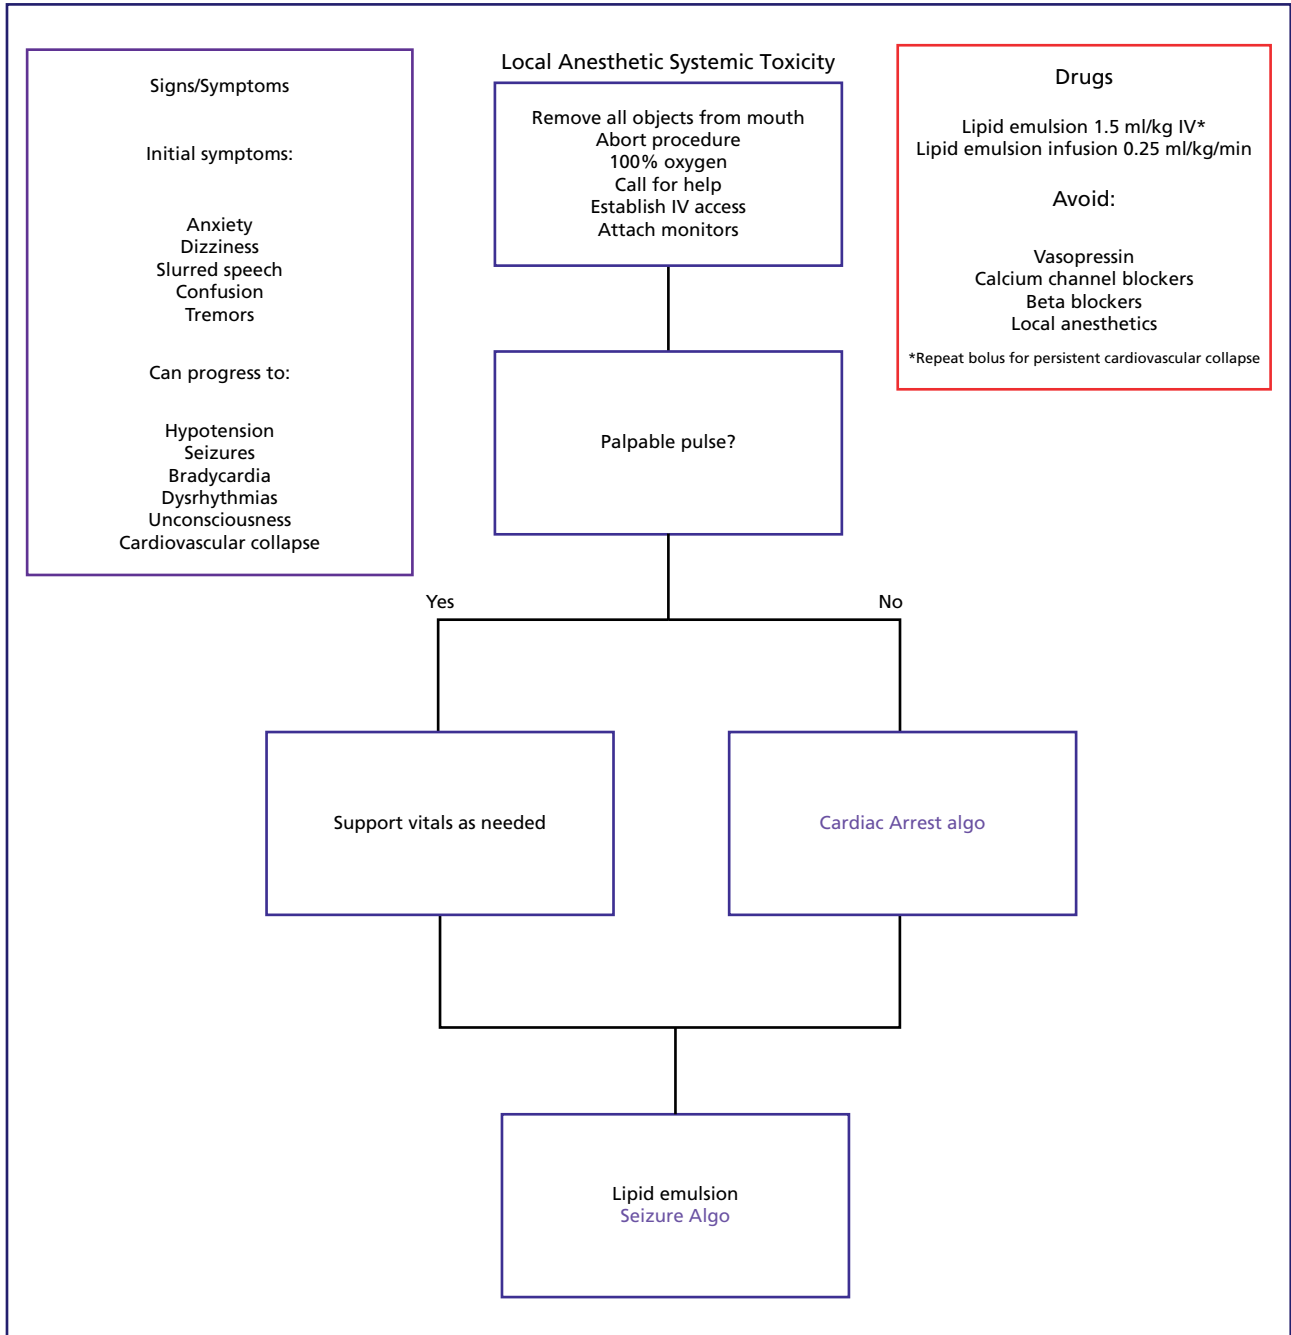 Signs/Symptoms
Initial symptoms:
Anxiety
Dizziness
Slurred speech
Confusion
Tremors
Can progress to:
Hypotension
Seizures
Bradycardia
Dysrhythmias
Unconsciousness
Cardiovascular collapse
Local Anesthetic Systemic Toxicity
Remove all objects from mouth
Abort procedure
100% oxygen
Call for help
Establish IV access
Attach monitors
Drugs
Lipid emulsion 1.5 ml/kg IV*
Lipid emulsion infusion 0.25 ml/kg/min
Avoid:
Vasopressin
Calcium channel blockers
Beta blockers
Local anesthetics
*Repeat bolus for persistent cardiovascular collapse
Palpable pulse?
Yes
No
Support vitals as needed
Cardiac Arrest algo
Lipid emulsion
Seizure Algo